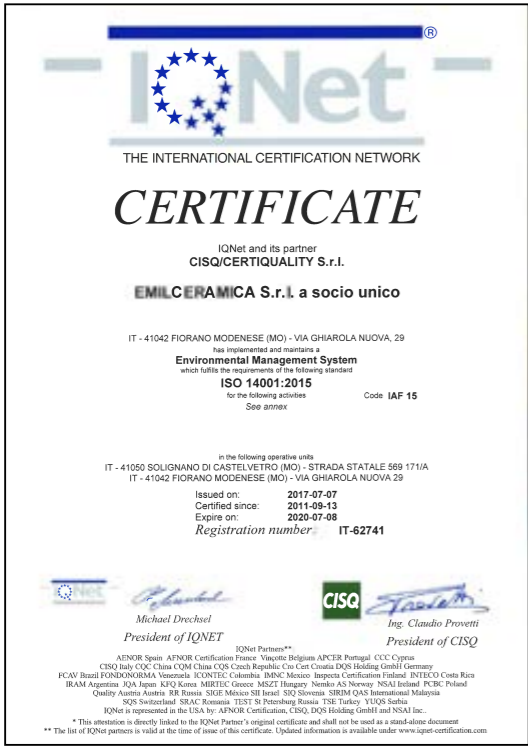 IQNet ®
THE INTERNATIONAL CERTIFICATION NETWORK
CERTIFICATE
IQNet and its partner
CISQ/CERTIQUALITY S.r.l.
EMILCERAMICA S.r.l. a socio unico
IT - 41042 FIORANO MODENESE (MO) - VIA GHIAROLA NUOVA, 29
has implemented and maintains a
Environmental Management System
which fulfills the requirements of the following standard
ISO 14001:2015
for the following activities Code IAF 15
See annex
in the following operative units
IT - 41050 SOLIGNANO DI CASTELVETRO (MO) - STRADA STATALE 569 171/A
IT - 41042 FIORANO MODENESE (MO) - VIA GHIAROLA NUOVA 29
Issued on: 2017-07-07
Certified since: 2011-09-13
Expire on: 2020-07-08
Registration number: IT-62741
IQNet
CISQ
Michael Drechsel
Ing. Claudio Provetti
President of IQNET
President of CISQ
IQNet Partners**
AENOR Spain AFNOR Certification France Vinçotte Belgium APCER Portugal CCC Cyprus
CISQ Italy CQC China CQM China CQS Czech Republic Cro Cert Croatia DQS Holding GmbH Germany
FCAV Brazil FONDONORMA Venezuela ICONTEC Colombia IMNC Mexico Inspecta Certification Finland INTECO Costa Rica
IRAM Argentina JQA Japan KFQ Korea MIRTEC Greece MSZT Hungary Nemko AS Norway NSAI Ireland PCBC Poland
Quality Austria Austria RR Russia SIGE México SII Israel SIQ Slovenia SIRIM QAS International Malaysia
SQS Switzerland SRAC Romania TEST St Petersburg Russia TSE Turkey YUQS Serbia
IQNet is represented in the USA by: AFNOR Certification, CISQ, DQS Holding GmbH and NSAI Inc..
* This attestation is directly linked to the IQNet Partner's original certificate and shall not be used as a stand-alone document
** The list of IQNet partners is valid at the time of issue of this certificate. Updated information is available under www.iqnet-certification.com